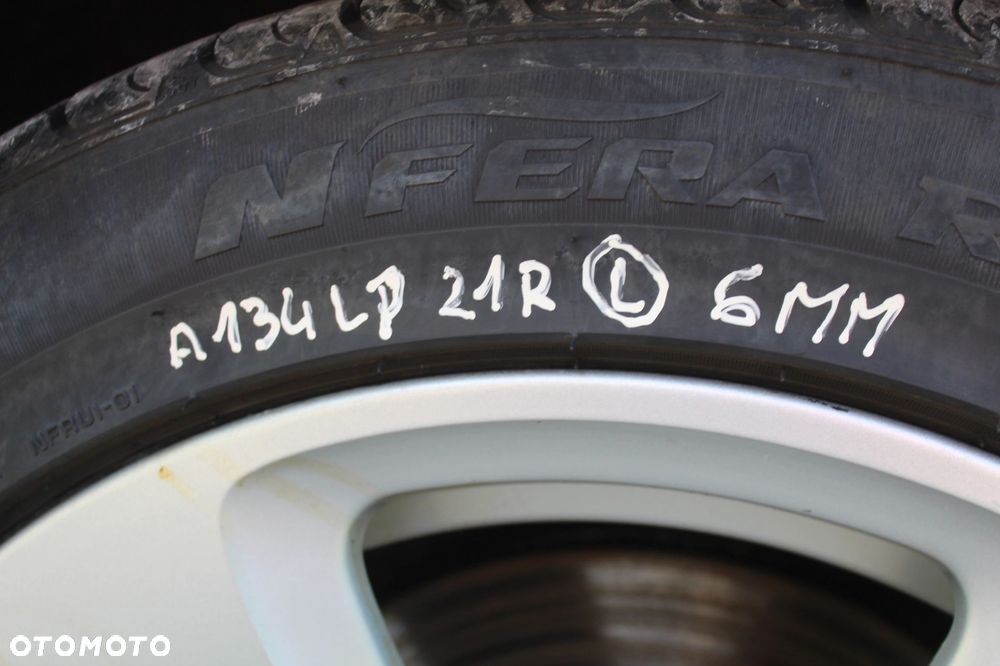 NFERA R
A134LP 21R L 6MM
NFRU1-01
OTOMOTO